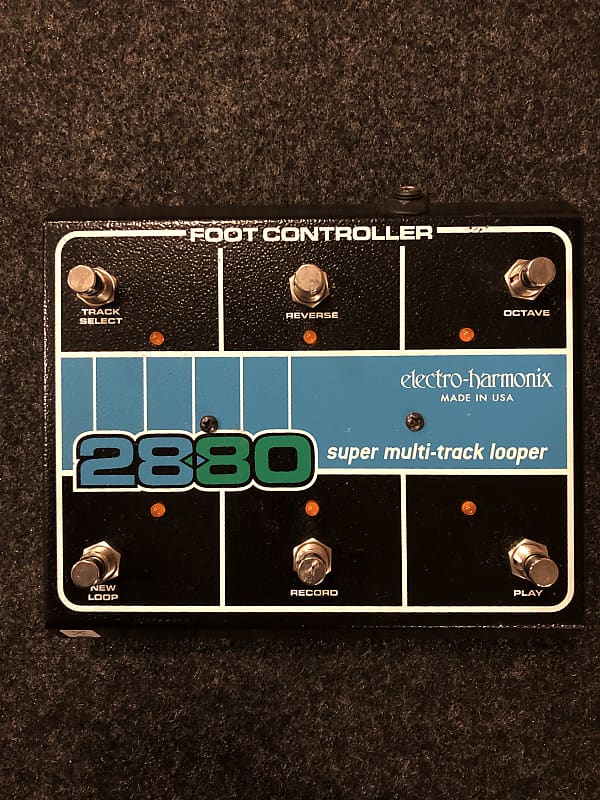 FOOT CONTROLLER
TRACK
SELECT
REVERSE
OCTAVE
electro-harmonix
MADE IN USA
2880
super multi-track looper
NEW
LOOP
RECORD
PLAY